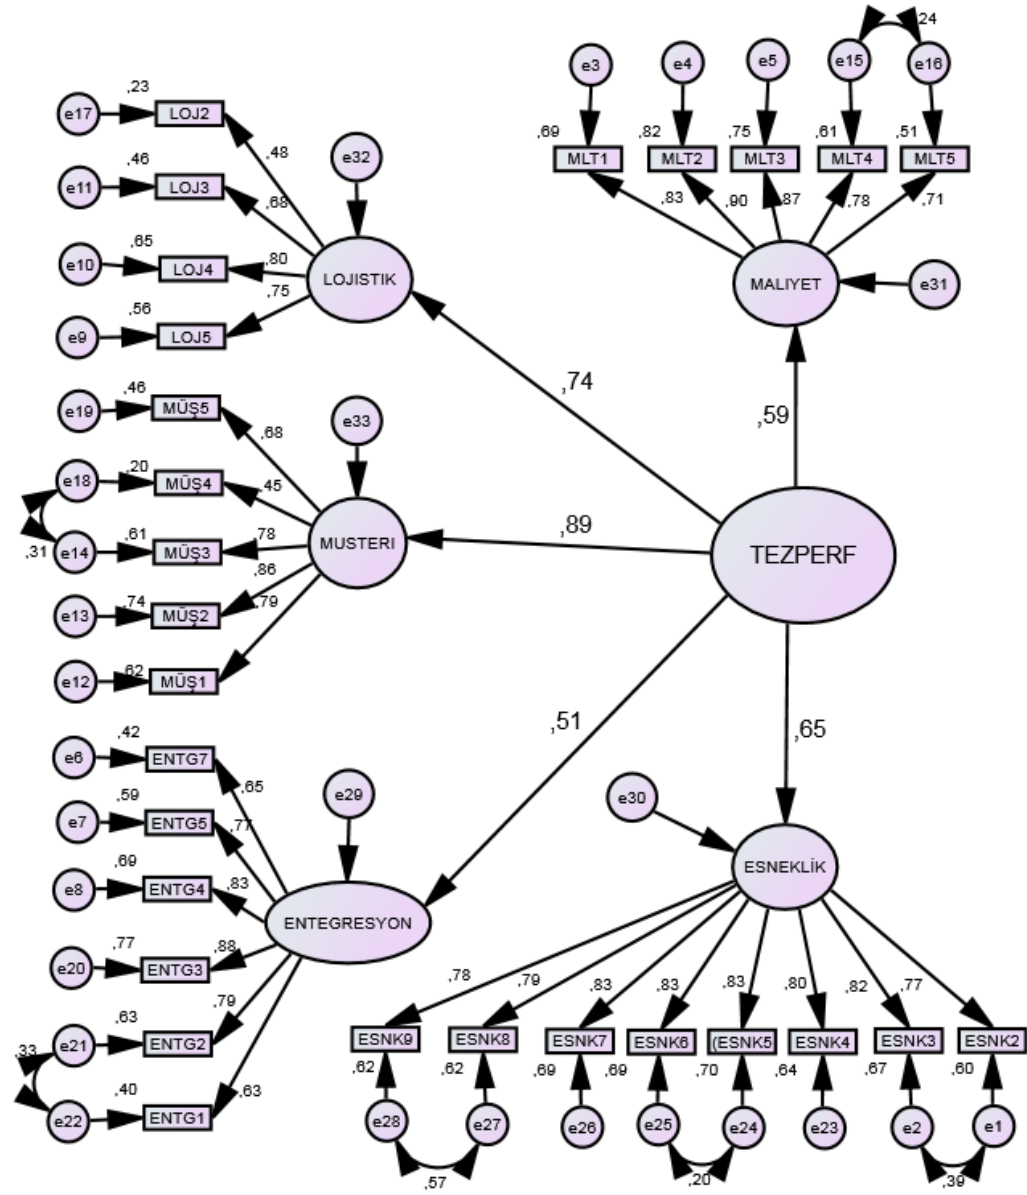 ,24
e3
e4
e5
e15
e16
,69
,82
,75
,61
,51
MLT1
MLT2
MLT3
MLT4
MLT5
,83
,90
,87
,78
,71
MALIYET
e31
,59
e17
,23
LOJ2
,48
e32
e11
,46
LOJ3
,68
e10
,65
LOJ4
,80
LOJISTIK
e9
,56
LOJ5
,75
,74
e19
,46
MÜŞ5
,68
e33
e18
,20
MÜŞ4
,45
,31
e14
,61
MÜŞ3
,78
MUSTERI
,89
TEZPERF
e13
,74
MÜŞ2
,86
e12
,62
MÜŞ1
,79
,51
,65
e6
,42
ENTG7
,65
e29
e7
,59
ENTG5
,77
e8
,69
ENTG4
,83
ENTEGRESYON
e20
,77
ENTG3
,88
,33
e21
,63
ENTG2
,79
e22
,40
ENTG1
,63
e30
ESNEKLİK
,78
,79
,83
,83
,83
,80
,82
,77
ESNK9
ESNK8
ESNK7
ESNK6
(ESNK5
ESNK4
ESNK3
ESNK2
,62
,62
,69
,69
,70
,64
,67
,60
e28
e27
e26
e25
e24
e23
e2
e1
,57
,20
,39